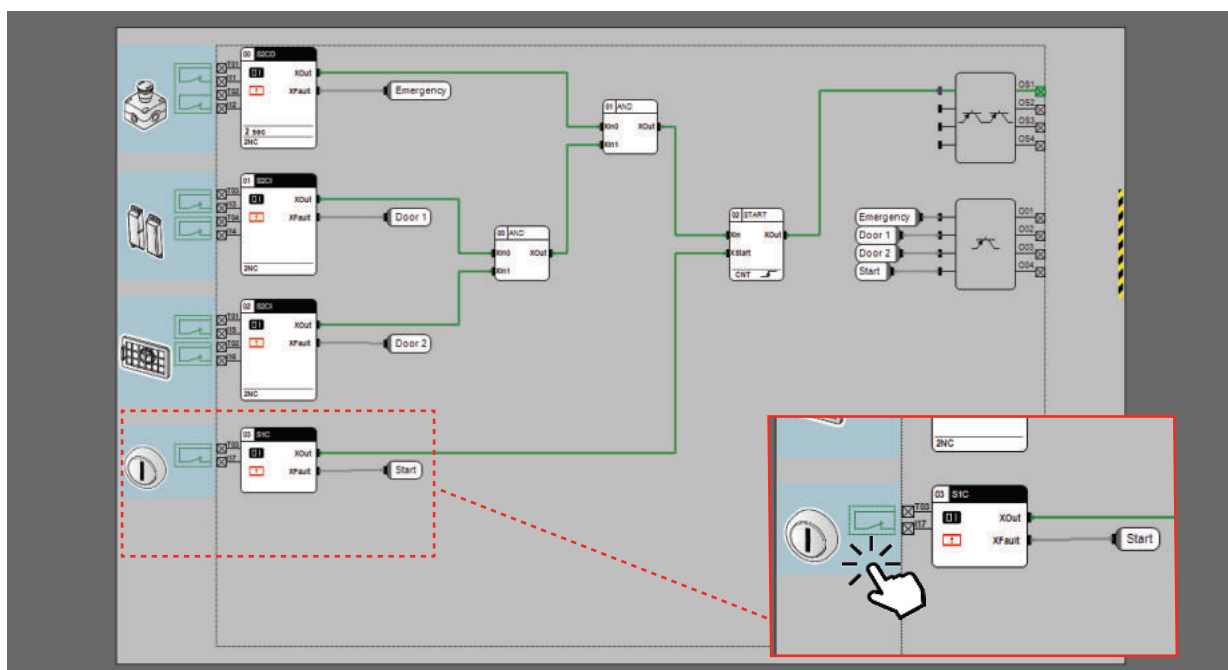 00 S2CD
T01
I1
T02
I2
XOut
XFault
2 sec
2NC
Emergency
01 AND
XIn0
XIn1
XOut
OS1
OS2
OS3
OS4
01 S2CI
T03
I3
T04
I4
XOut
XFault
2NC
Door 1
00 AND
XIn0
XIn1
XOut
02 START
XIn
XStart
XOut
CNT
Emergency
Door 1
Door 2
Start
O01
O02
O03
O04
02 S2CI
T01
I5
T02
I6
XOut
XFault
2NC
Door 2
03 S1C
T03
I17
XOut
XFault
Start
2NC
03 S1C
T03
I17
XOut
XFault
Start